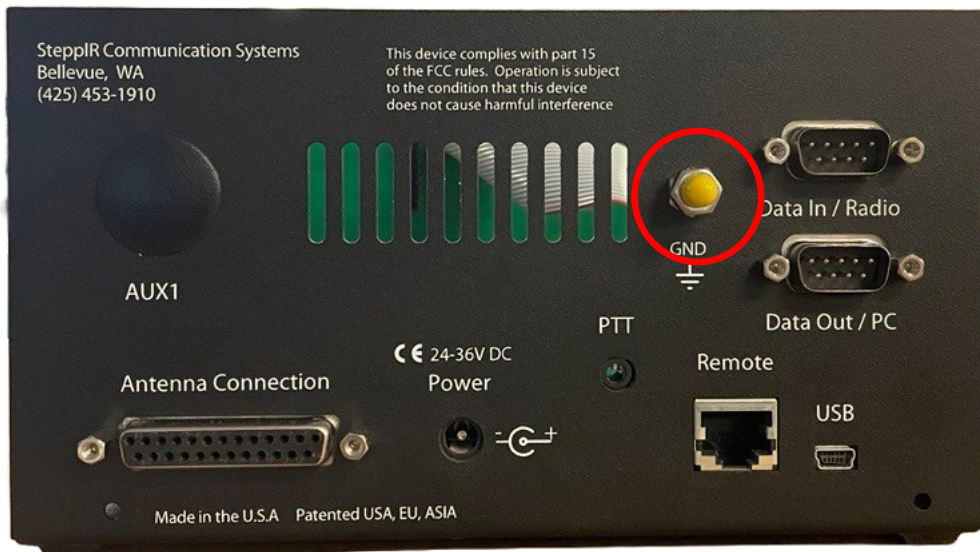 SteppIR Communication Systems
Bellevue, WA
(425) 453-1910
This device complies with part 15
of the FCC rules. Operation is subject
to the condition that this device
does not cause harmful interference
AUX1
GND
Data In / Radio
Data Out / PC
PTT
CE 24-36V DC
Power
- +
Antenna Connection
Remote
USB
Made in the U.S.A Patented USA, EU, ASIA